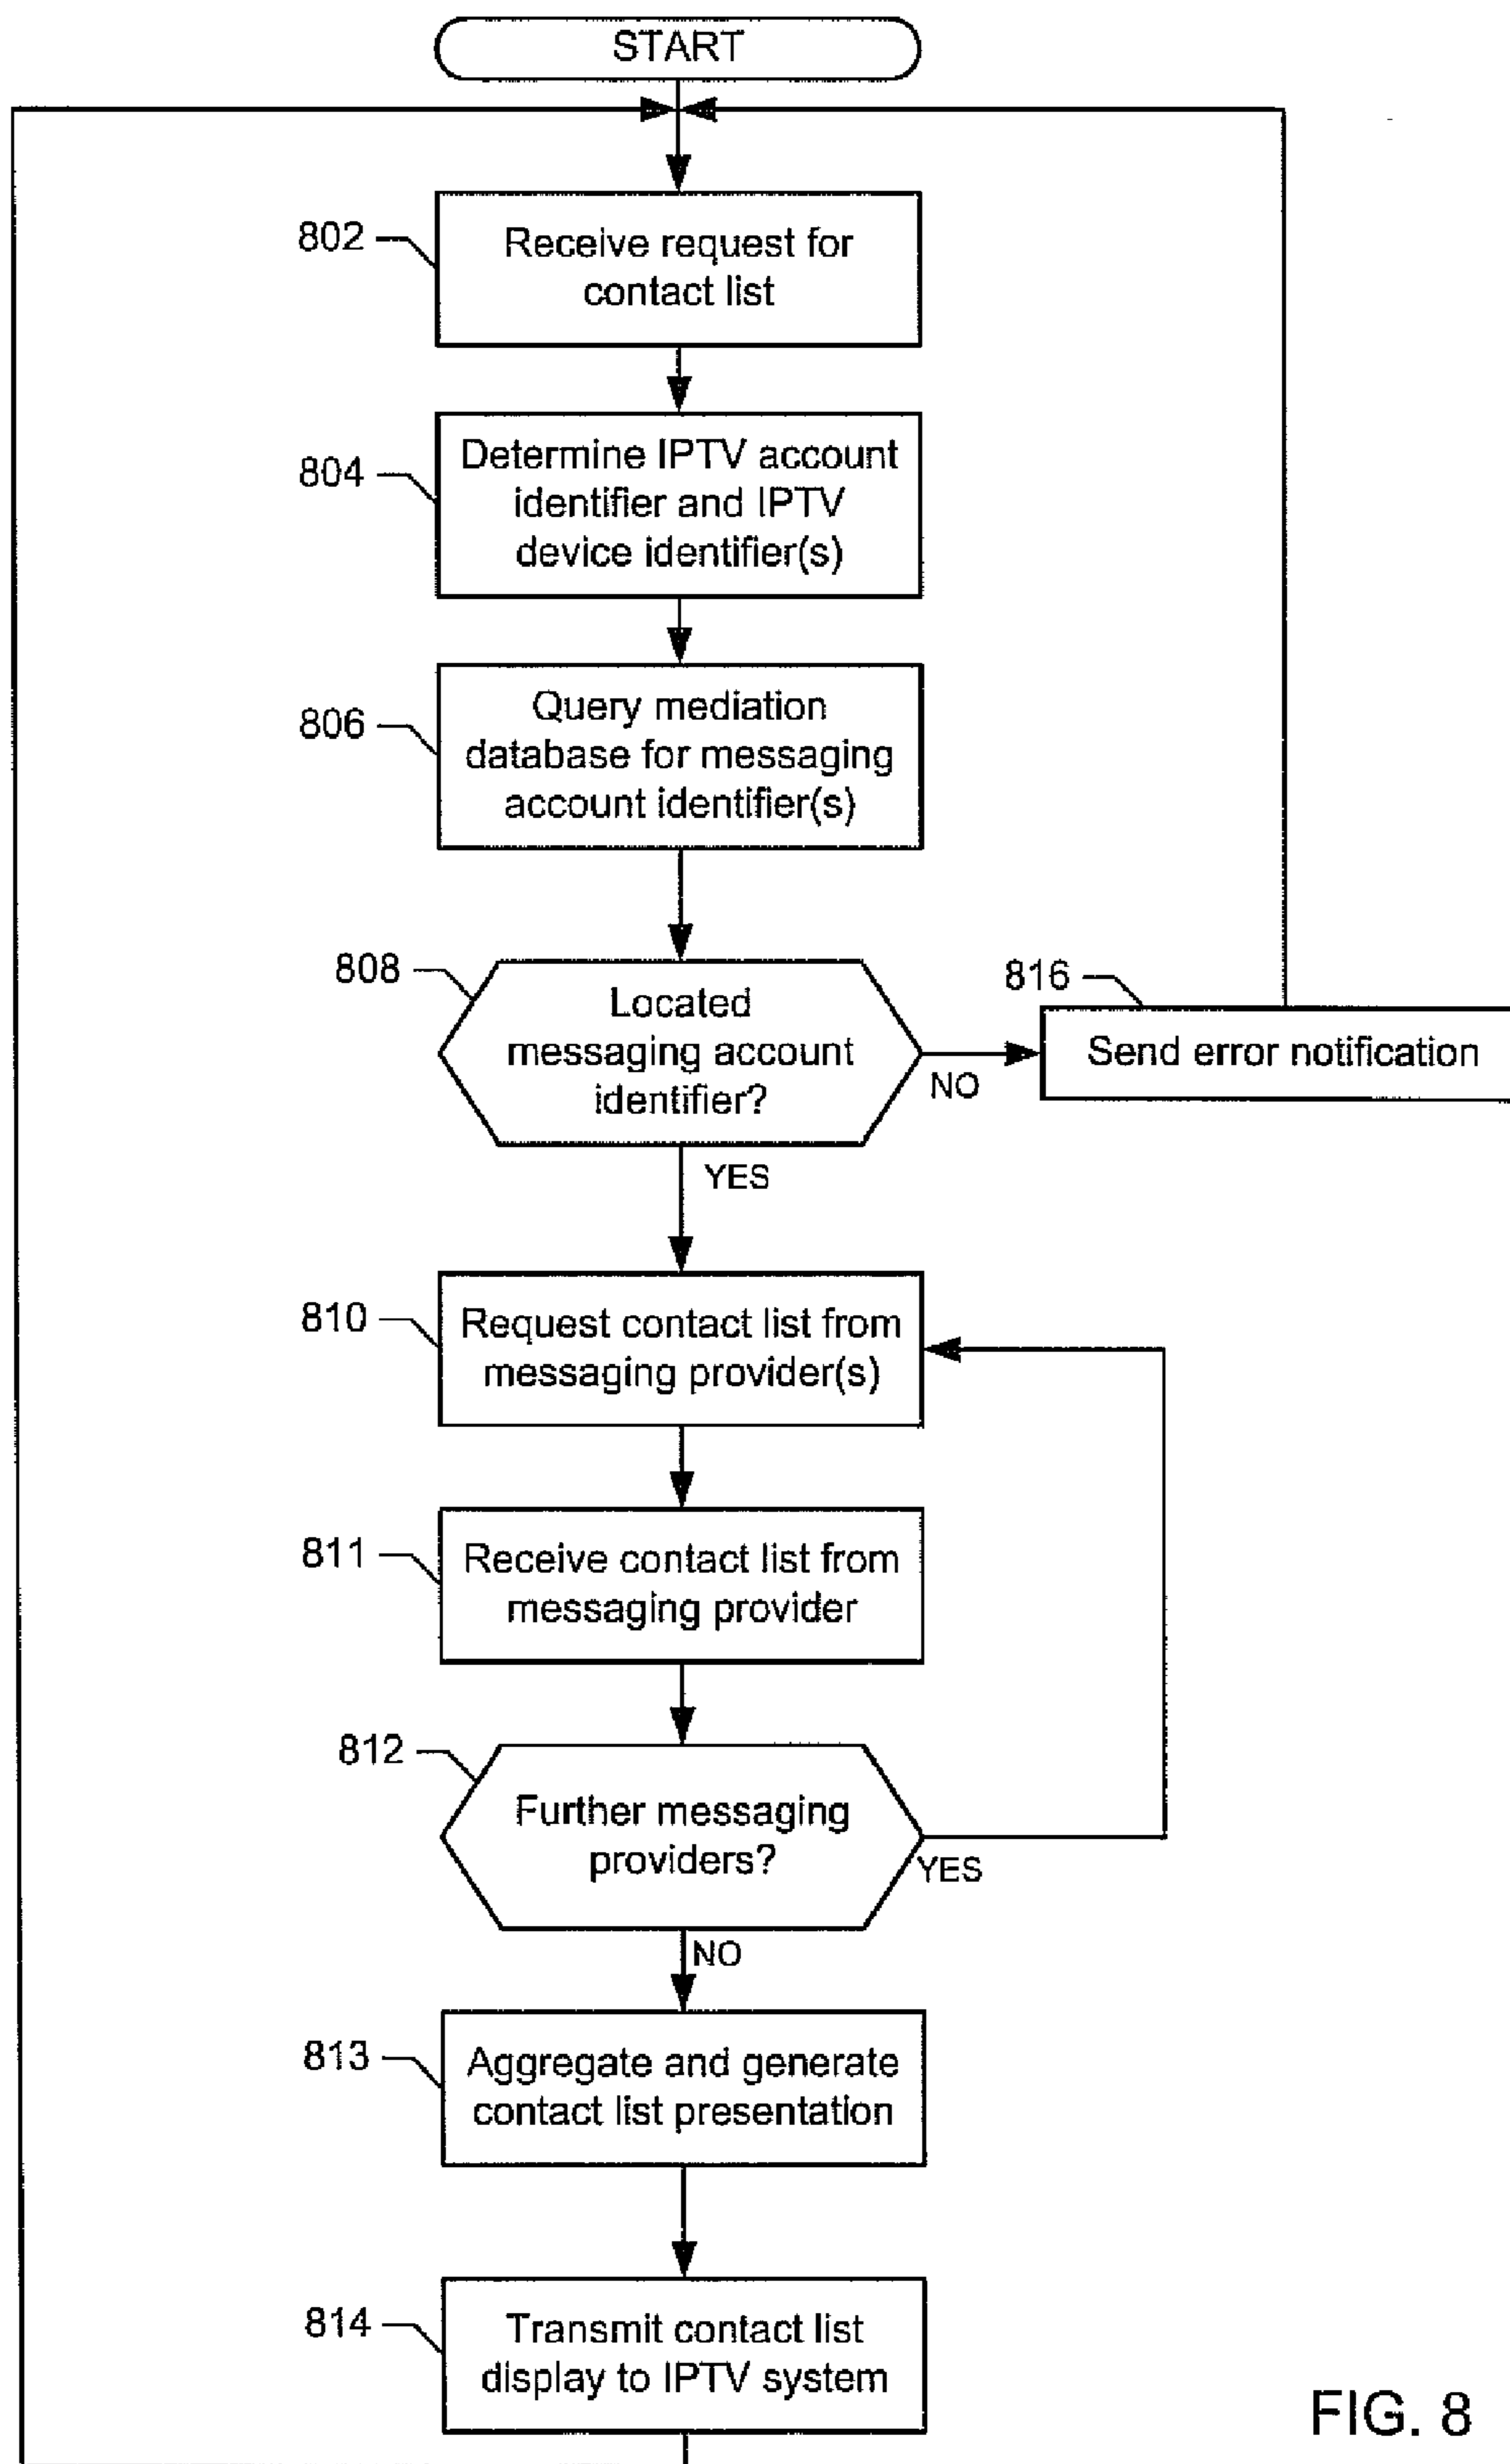 START
802
Receive request for
contact list
804
Determine IPTV account
identifier and IPTV
device identifier(s)
806
Query mediation
database for messaging
account identifier(s)
808
Located
messaging account
identifier?
NO
816
Send error notification
YES
810
Request contact list from
messaging provider(s)
811
Receive contact list from
messaging provider
812
Further messaging
providers?
YES
NO
813
Aggregate and generate
contact list presentation
814
Transmit contact list
display to IPTV system
FIG. 8